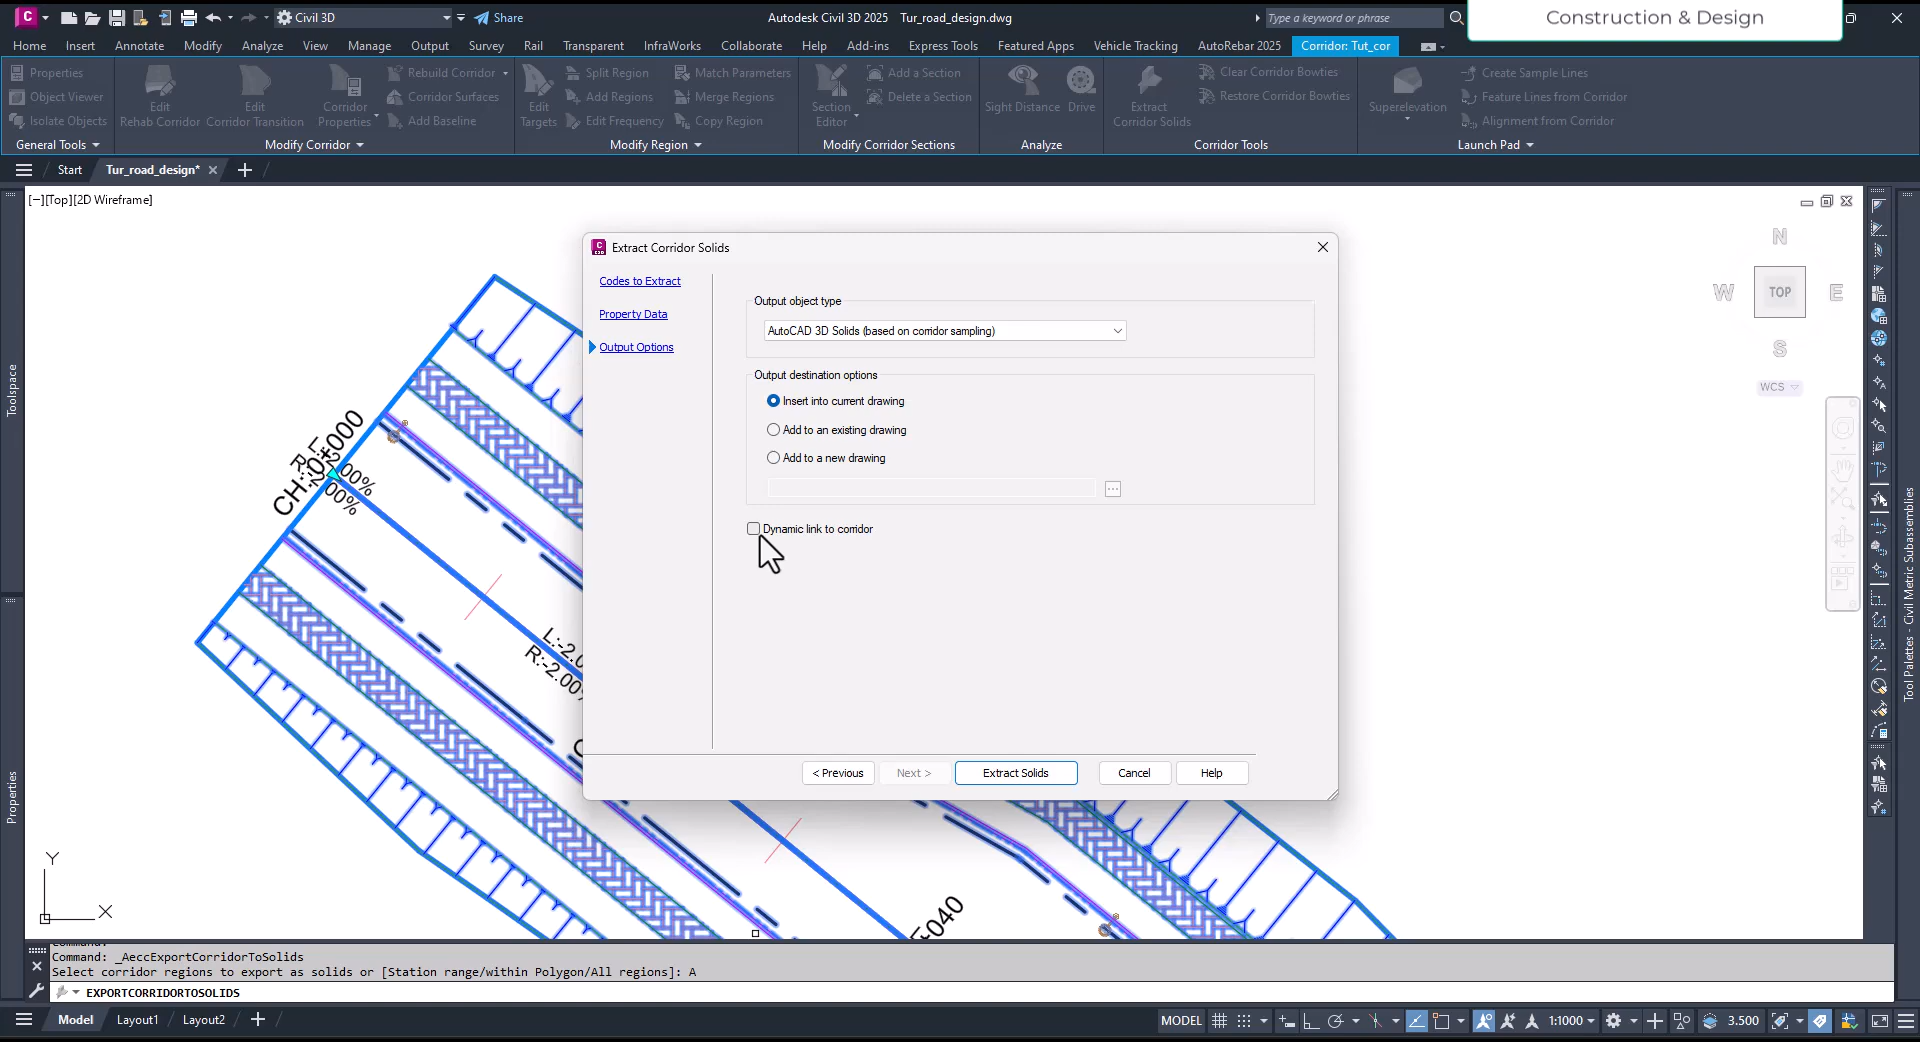 Civil 3D
Share
Autodesk Civil 3D 2025 Tur_road_design.dwg
Type a keyword or phrase
Construction & Design
Home Insert Annotate Modify Analyze View Manage Output Survey Rail Transparent InfraWorks Collaborate Help Add-ins Express Tools Featured Apps Vehicle Tracking AutoRebar 2025 Corridor: Tut_cor
Properties
Object Viewer
Isolate Objects
General Tools
Edit
Rehab Corridor
Edit
Corridor Transition
Corridor
Properties
Rebuild Corridor
Corridor Surfaces
Add Baseline
Modify Corridor
Edit
Targets
Split Region
Add Regions
Edit Frequency
Match Parameters
Merge Regions
Copy Region
Modify Region
Section
Editor
Add a Section
Delete a Section
Modify Corridor Sections
Sight Distance
Drive
Analyze
Extract
Corridor Solids
Clear Corridor Bowties
Restore Corridor Bowties
Corridor Tools
Superelevation
Create Sample Lines
Feature Lines from Corridor
Alignment from Corridor
Launch Pad
Start
Tur_road_design*
[−][Top][2D Wireframe]
Toolspace
Properties
Tool Palettes - Civil Metric Subassemblies
N
W
TOP
E
S
WCS
Extract Corridor Solids
Codes to Extract
Property Data
Output Options
Output object type
AutoCAD 3D Solids (based on corridor sampling)
Output destination options
Insert into current drawing
Add to an existing drawing
Add to a new drawing
...
Dynamic link to corridor
< Previous
Next >
Extract Solids
Cancel
Help
Y
X
Command: _AeccExportCorridorToSolids
Select corridor regions to export as solids or [Station range/within Polygon/All regions]: A
EXPORTCORRIDORTOSOLIDS
Model Layout1 Layout2
MODEL
1:1000
3.500